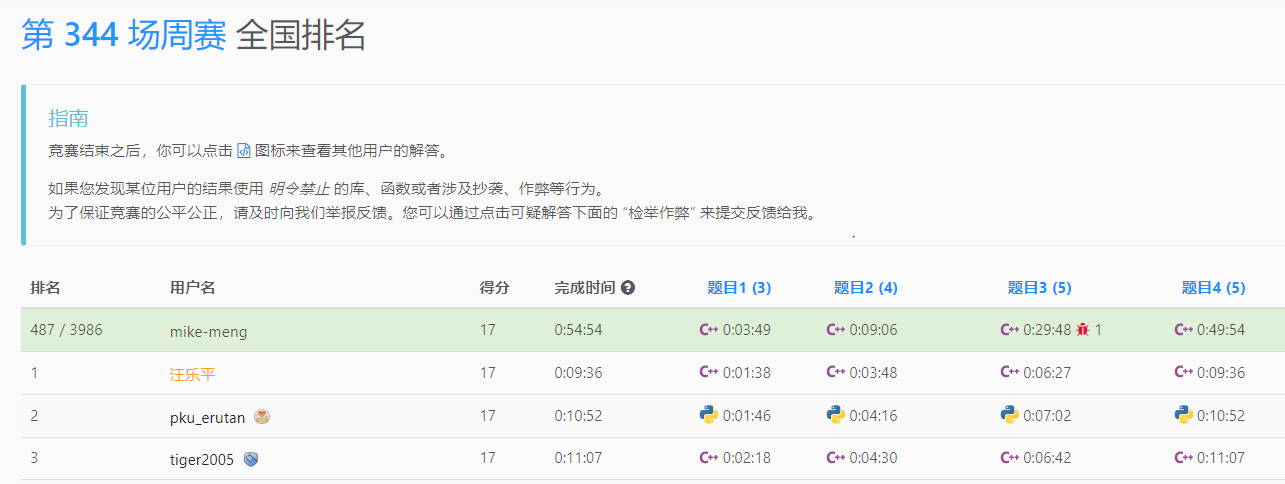 第 344 场周赛 全国排名
指南
竞赛结束之后，你可以点击 图标来查看其他用户的解答。
如果您发现某位用户的结果使用 明令禁止 的库、函数或者涉及抄袭、作弊等行为。
为了保证竞赛的公平公正，请及时向我们举报反馈。您可以通过点击可疑解答下面的 “检举作弊” 来提交反馈给我。
排名 用户名 得分 完成时间 ? 题目1 (3) 题目2 (4) 题目3 (5) 题目4 (5)
487 / 3986 mike-meng 17 0:54:54 C++ 0:03:49 C++ 0:09:06 C++ 0:29:48 1 C++ 0:49:54
1 汪乐平 17 0:09:36 C++ 0:01:38 C++ 0:03:48 C++ 0:06:27 C++ 0:09:36
2 pku_erutan 17 0:10:52 0:01:46 0:04:16 0:07:02 0:10:52
3 tiger2005 17 0:11:07 C++ 0:02:18 C++ 0:04:30 C++ 0:06:42 C++ 0:11:07